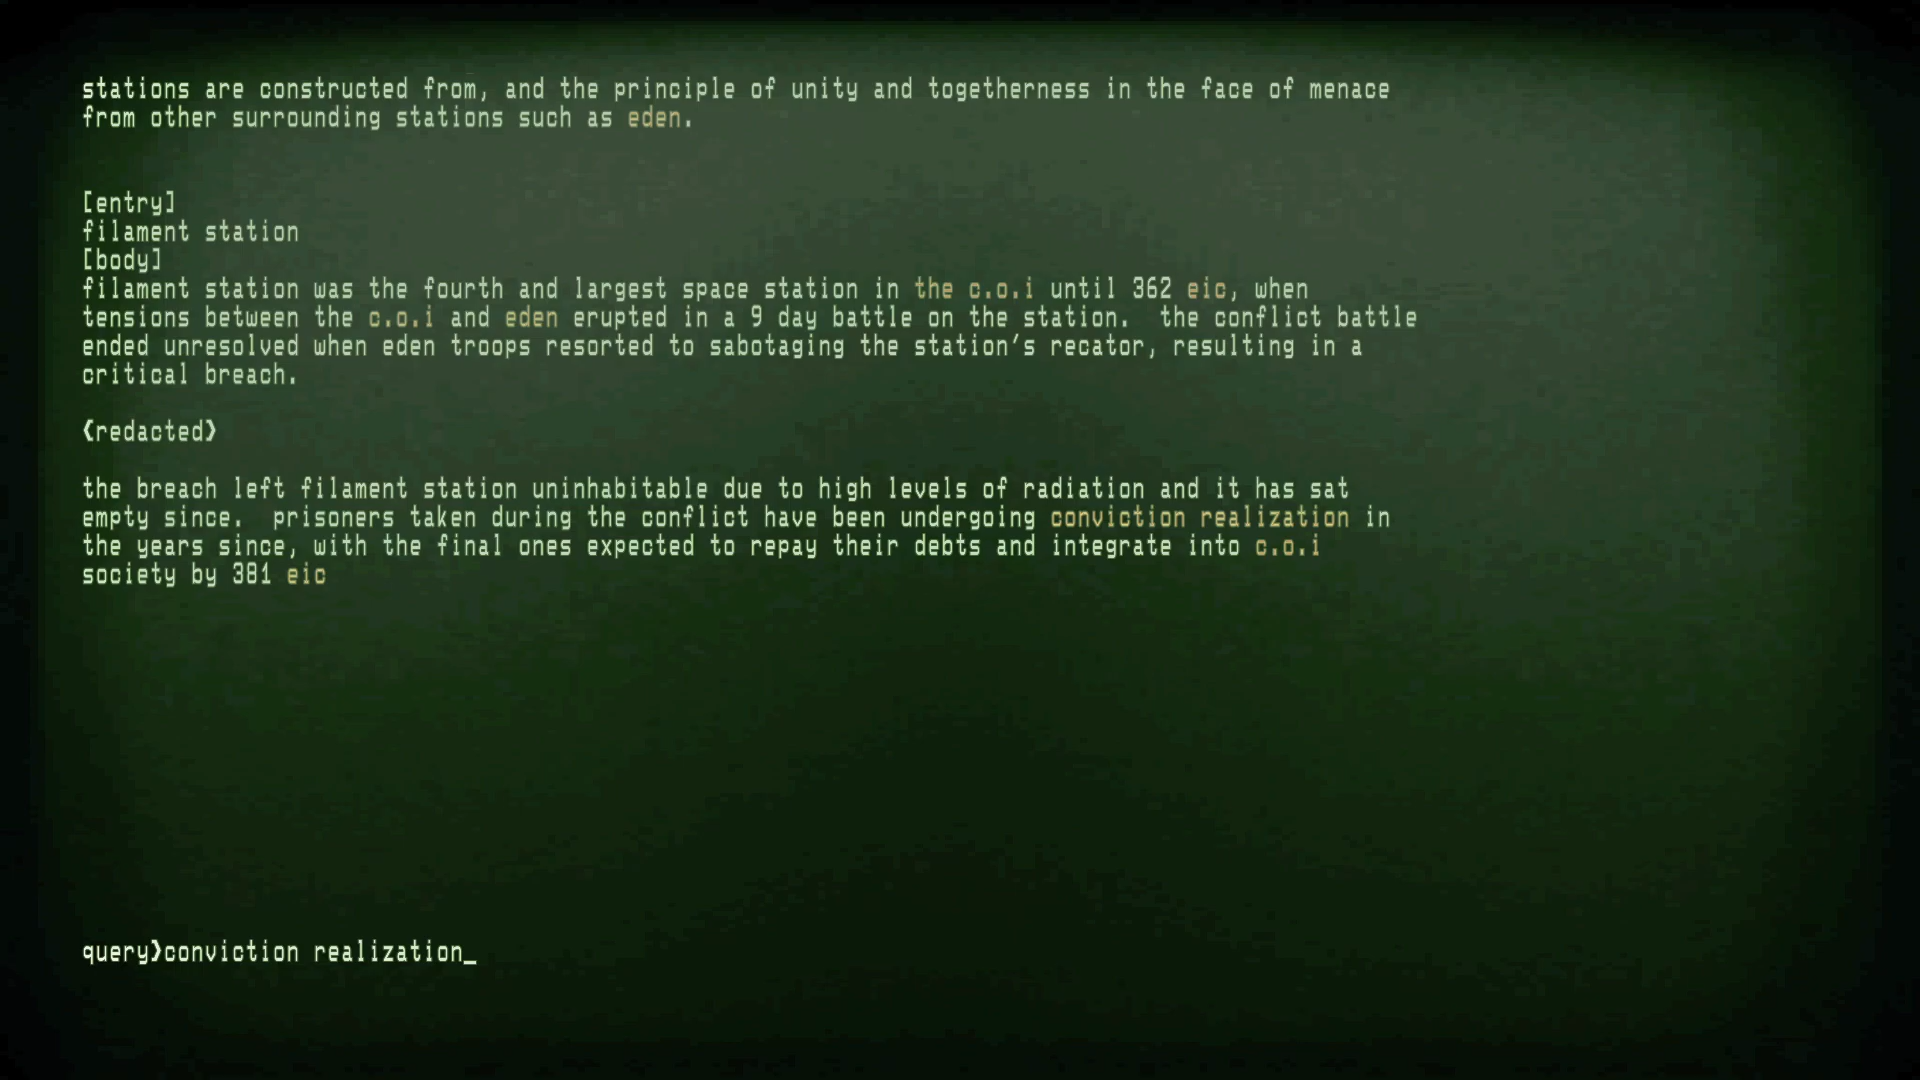 stations are constructed from, and the principle of unity and togetherness in the face of menace
from other surrounding stations such as eden.
[entry]
filament station
[body]
filament station was the fourth and largest space station in the c.o.i until 362 eic, when
tensions between the c.o.i and eden erupted in a 9 day battle on the station.  the conflict battle
ended unresolved when eden troops resorted to sabotaging the station's recator, resulting in a
critical breach.
{redacted}
the breach left filament station uninhabitable due to high levels of radiation and it has sat
empty since.  prisoners taken during the conflict have been undergoing conviction realization in
the years since, with the final ones expected to repay their debts and integrate into c.o.i
society by 381 eic
query}conviction realization_